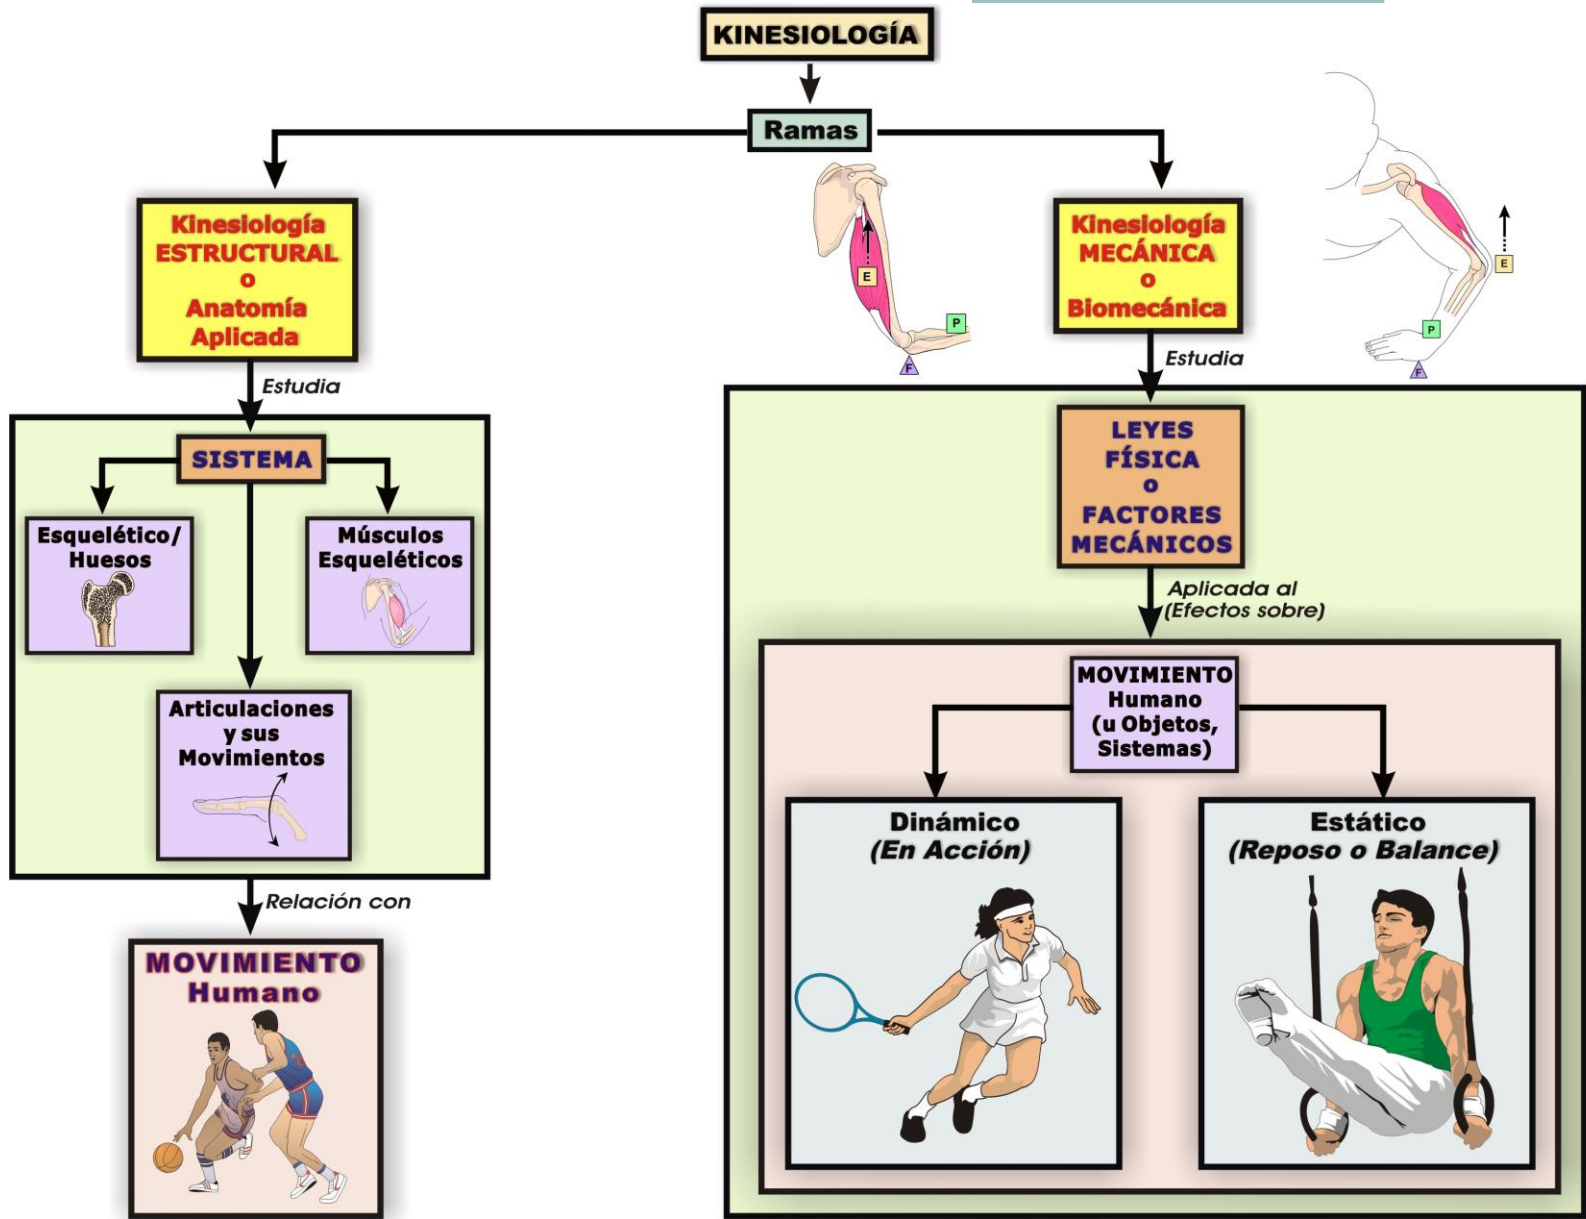 KINESIOLOGÍA
Ramas
Kinesiología
ESTRUCTURAL
o
Anatomía
Aplicada
Estudia
SISTEMA
Esquelético/
Huesos
Músculos
Esqueléticos
Articulaciones
y sus
Movimientos
Relación con
MOVIMIENTO
Humano
E
P
F
Kinesiología
MECÁNICA
o
Biomecánica
E
P
F
Estudia
LEYES
FÍSICA
o
FACTORES
MECÁNICOS
Aplicada al
(Efectos sobre)
MOVIMIENTO
Humano
(u Objetos,
Sistemas)
Dinámico
(En Acción)
Estático
(Reposo o Balance)